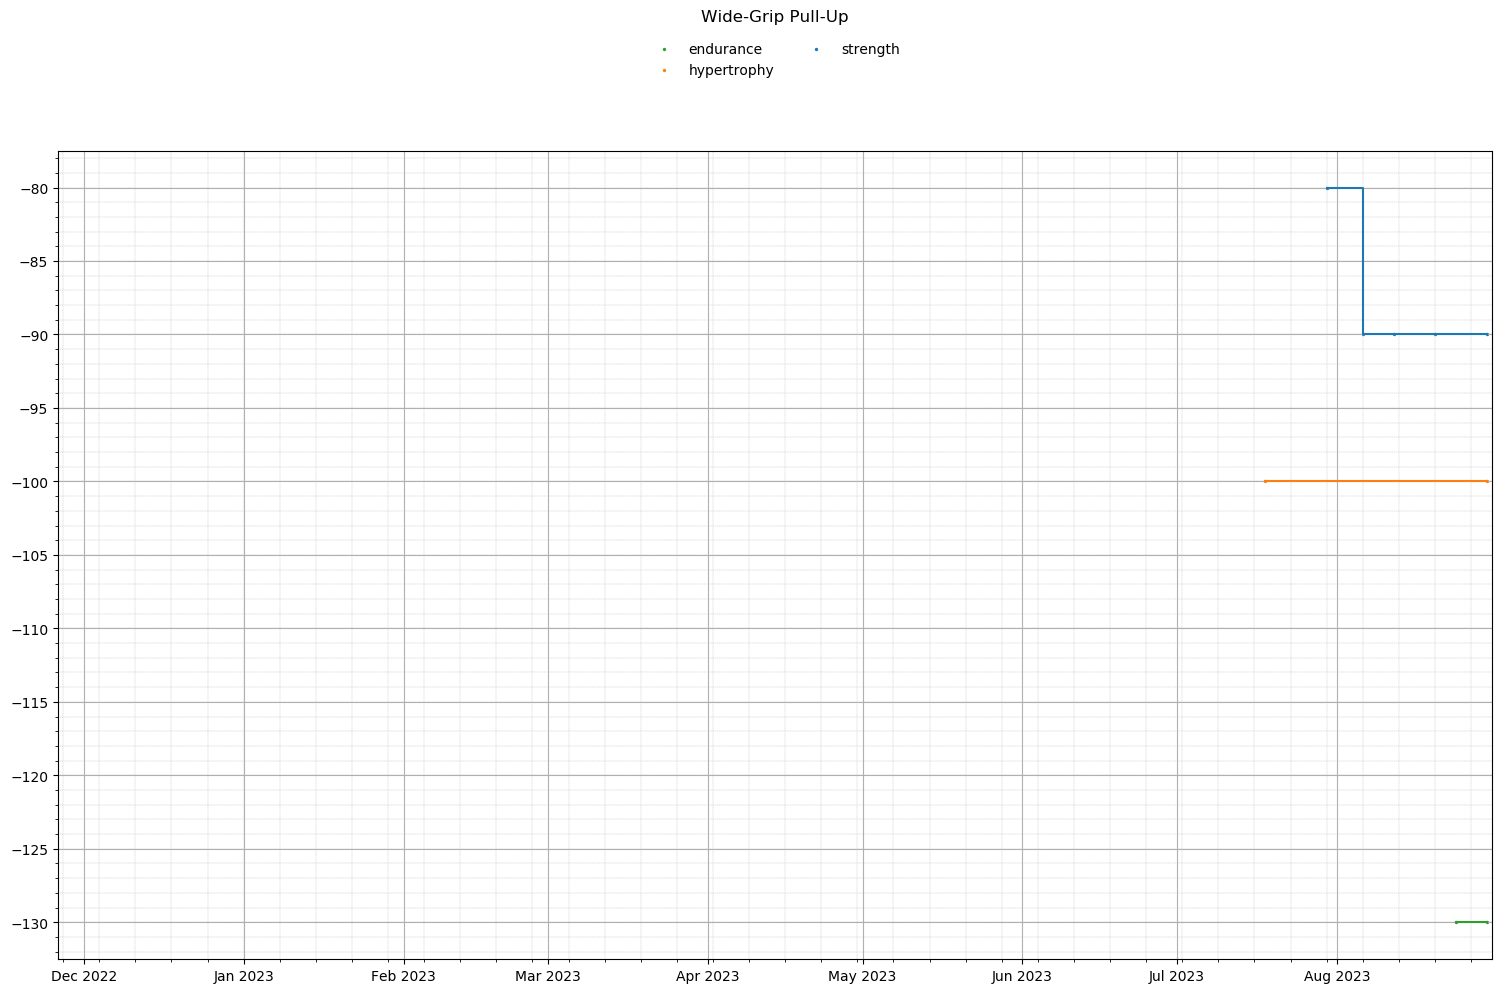 Wide-Grip Pull-Up
endurance strength
hypertrophy
−80
−85
−90
−95
−100
−105
−110
−115
−120
−125
−130
Dec 2022 Jan 2023 Feb 2023 Mar 2023 Apr 2023 May 2023 Jun 2023 Jul 2023 Aug 2023